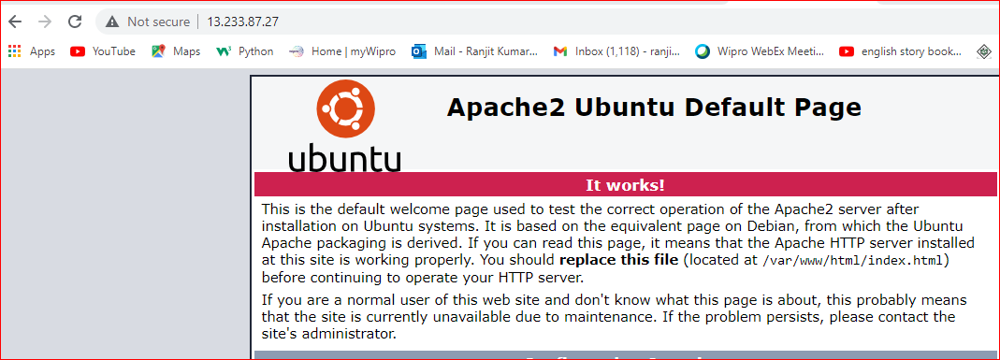 Not secure | 13.233.87.27
Apps YouTube Maps Python Home | myWipro Mail - Ranjit Kumar... Inbox (1,118) - ranji... Wipro WebEx Meeti... english story book...
Apache2 Ubuntu Default Page
ubuntu
It works!
This is the default welcome page used to test the correct operation of the Apache2 server after
installation on Ubuntu systems. It is based on the equivalent page on Debian, from which the Ubuntu
Apache packaging is derived. If you can read this page, it means that the Apache HTTP server installed
at this site is working properly. You should replace this file (located at /var/www/html/index.html)
before continuing to operate your HTTP server.
If you are a normal user of this web site and don't know what this page is about, this probably means
that the site is currently unavailable due to maintenance. If the problem persists, please contact the
site's administrator.